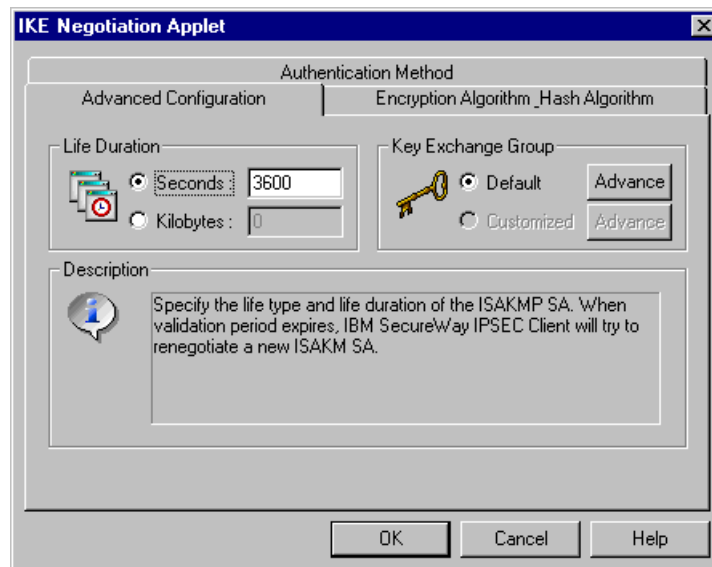 IKE Negotiation Applet
Authentication Method
Advanced Configuration
Encryption Algorithm_Hash Algorithm
Life Duration
Seconds : 3600
Kilobytes : 0
Key Exchange Group
Default Advance
Customized Advance
Description
Specify the life type and life duration of the ISAKMP SA. When
validation period expires, IBM SecureWay IPSEC Client will try to
renegotiate a new ISAKM SA.
OK Cancel Help